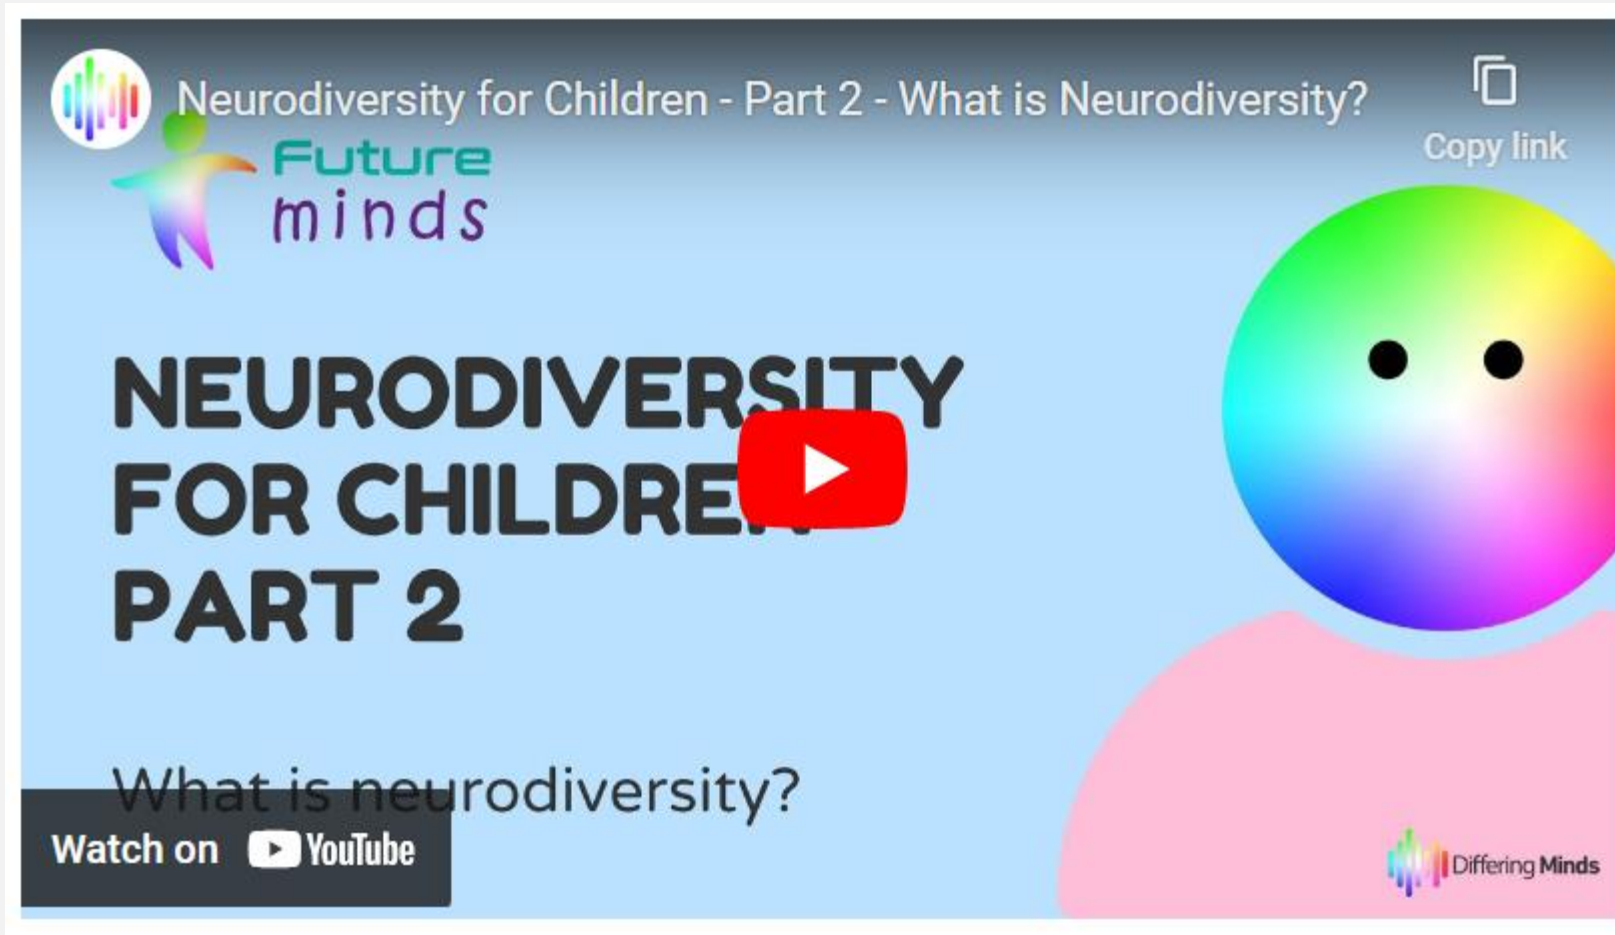 Neurodiversity for Children - Part 2 - What is Neurodiversity?
Copy link
Future
minds
NEURODIVERSITY
FOR CHILDREN
PART 2
What is neurodiversity?
Watch on YouTube
Differing Minds